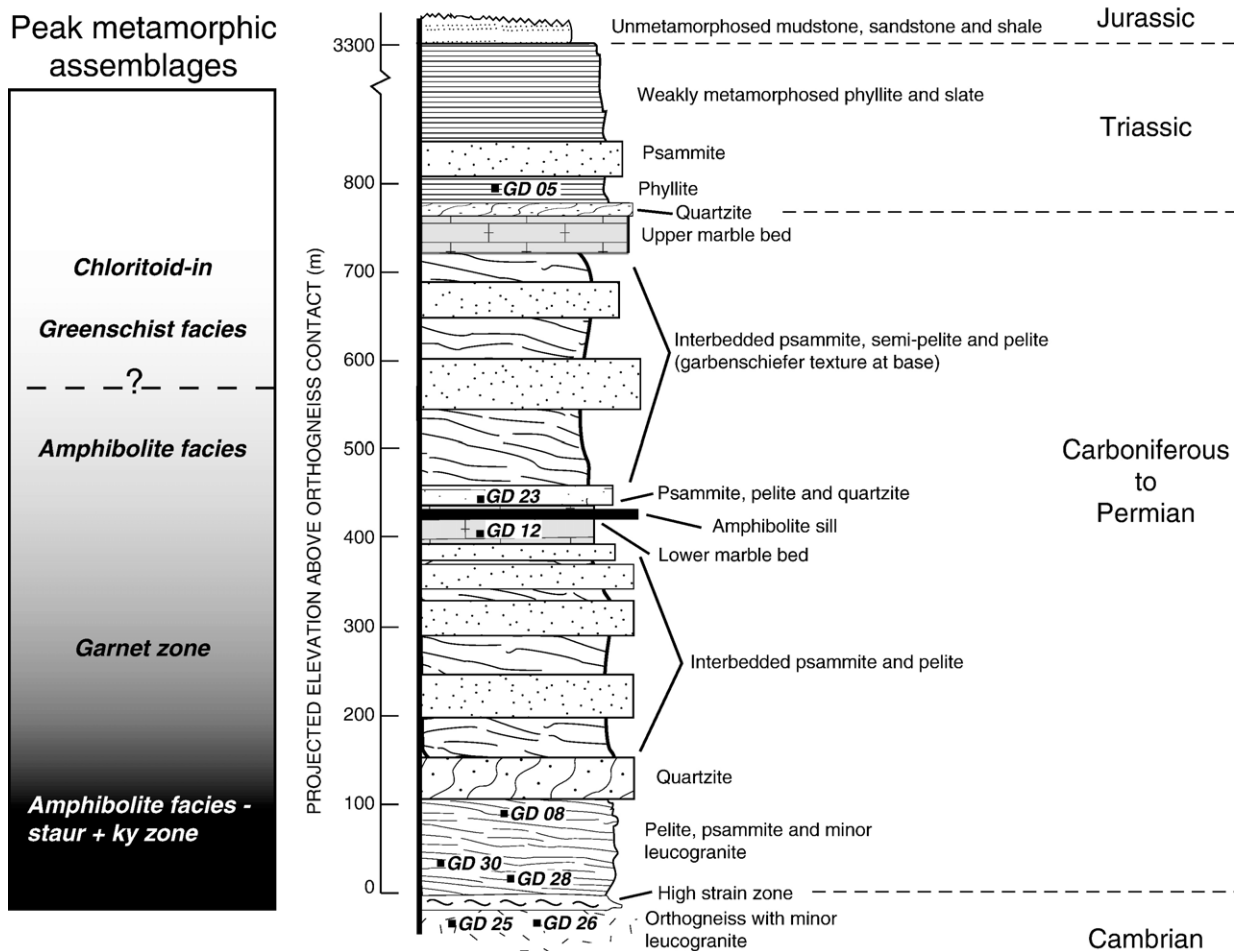 Peak metamorphic
assemblages
Chloritoid-in
Greenschist facies
?
Amphibolite facies
Garnet zone
Amphibolite facies -
staur + ky zone
PROJECTED ELEVATION ABOVE ORTHOGNEISS CONTACT (m)
3300
800
700
600
500
400
300
200
100
0
GD 05
GD 23
GD 12
GD 08
GD 30
GD 28
GD 25
GD 26
Unmetamorphosed mudstone, sandstone and shale
Weakly metamorphosed phyllite and slate
Psammite
Phyllite
Quartzite
Upper marble bed
Interbedded psammite, semi-pelite and pelite
(garbenschiefer texture at base)
Psammite, pelite and quartzite
Amphibolite sill
Lower marble bed
Interbedded psammite and pelite
Quartzite
Pelite, psammite and minor
leucogranite
High strain zone
Orthogneiss with minor
leucogranite
Jurassic
Triassic
Carboniferous
to
Permian
Cambrian